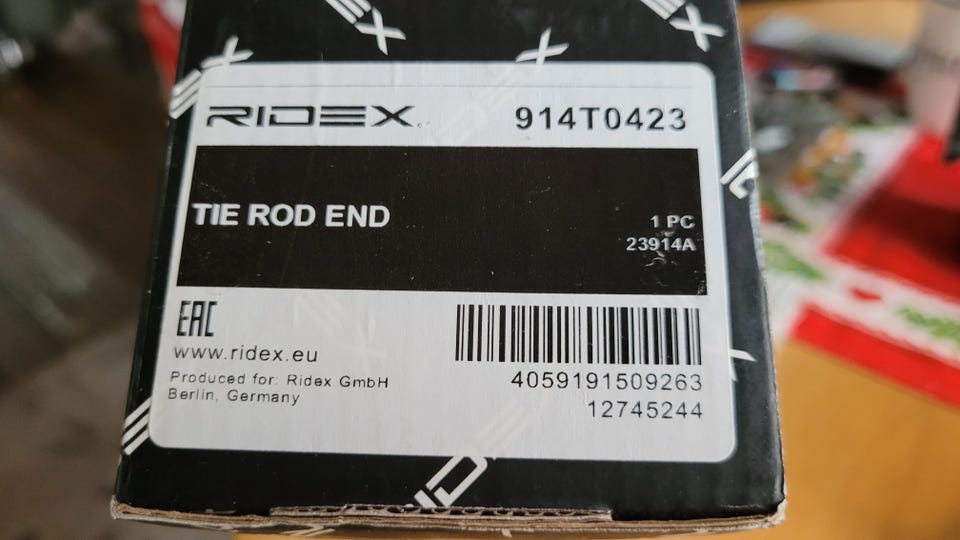 RIDEX 914T0423
TIE ROD END
1 PC
23914A
EAC
www.ridex.eu
Produced for: Ridex GmbH
Berlin, Germany
4059191509263
12745244